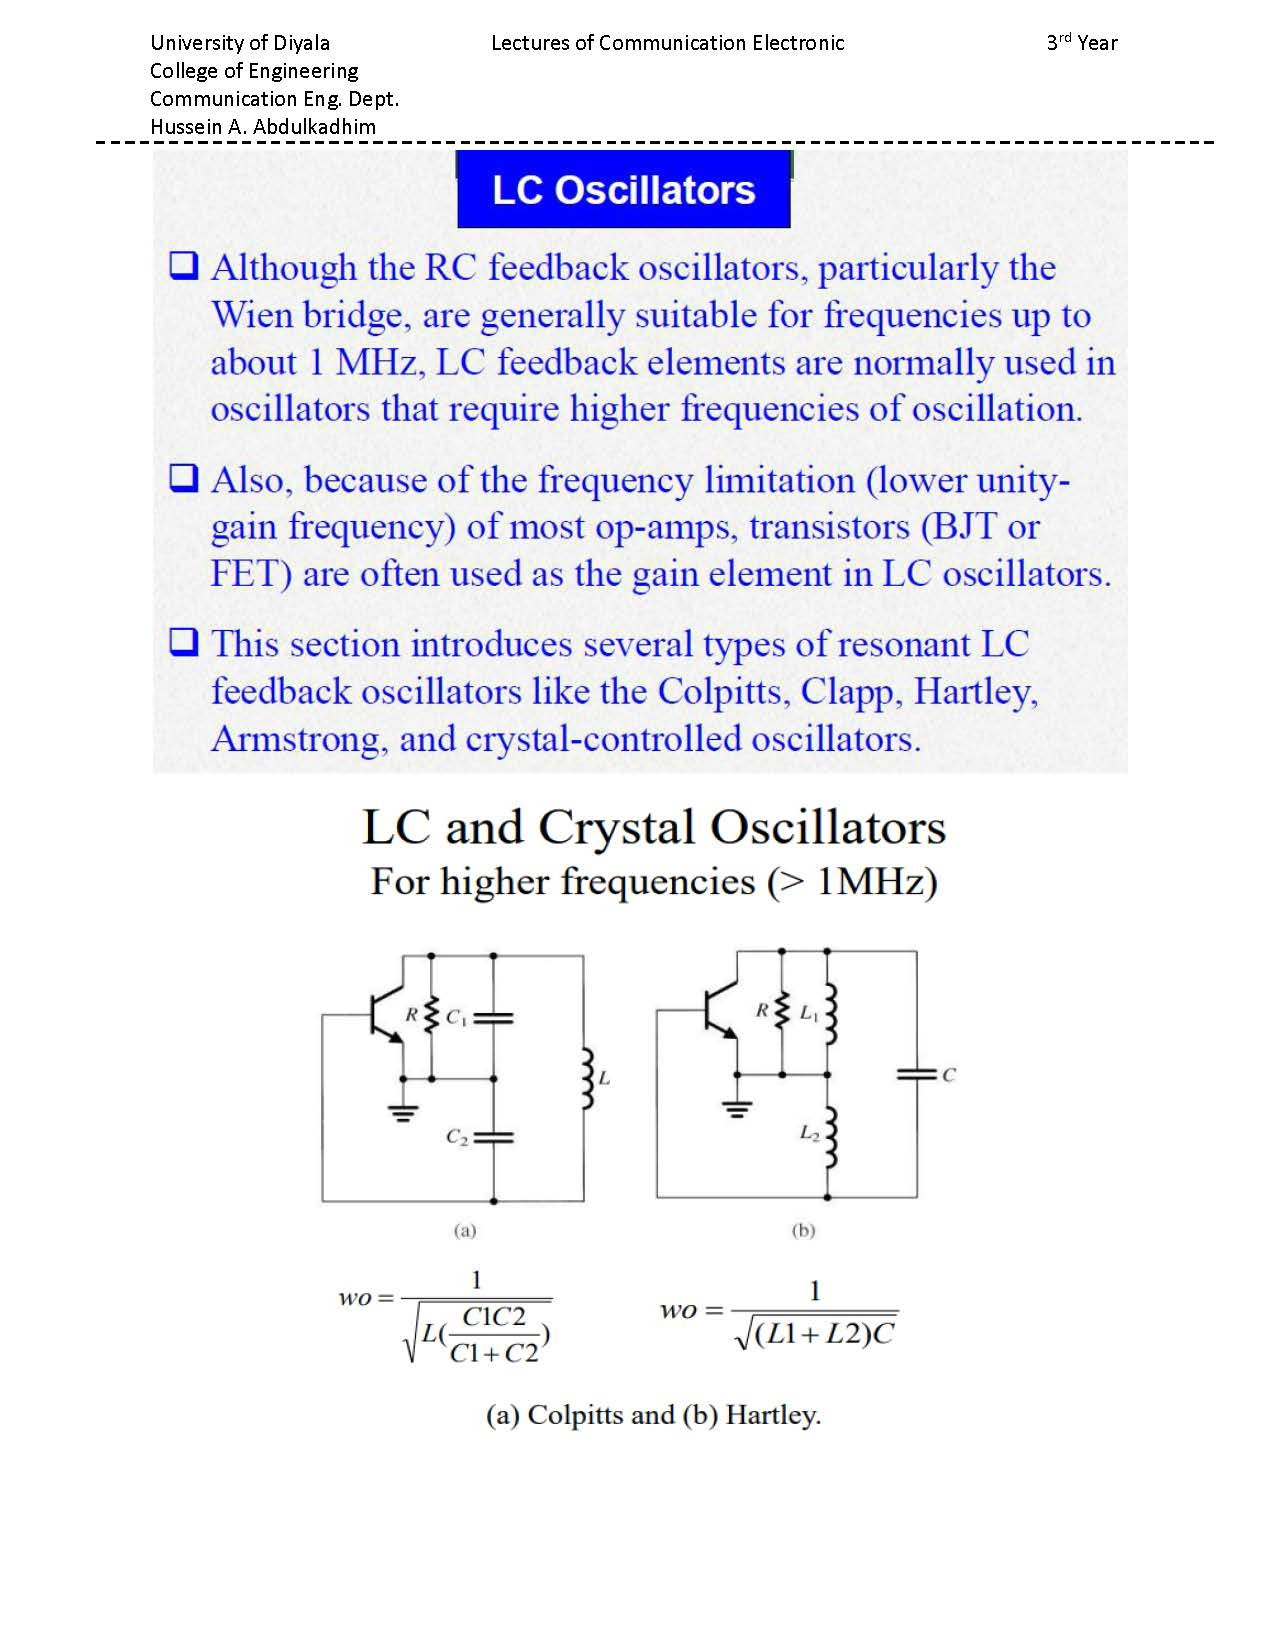 University of Diyala Lectures of Communication Electronic 3rd Year
College of Engineering
Communication Eng. Dept.
Hussein A. Abdulkadhim
LC Oscillators
❑ Although the RC feedback oscillators, particularly the
Wien bridge, are generally suitable for frequencies up to
about 1 MHz, LC feedback elements are normally used in
oscillators that require higher frequencies of oscillation.
❑ Also, because of the frequency limitation (lower unity-
gain frequency) of most op-amps, transistors (BJT or
FET) are often used as the gain element in LC oscillators.
❑ This section introduces several types of resonant LC
feedback oscillators like the Colpitts, Clapp, Hartley,
Armstrong, and crystal-controlled oscillators.
LC and Crystal Oscillators
For higher frequencies (> 1MHz)
R C1
L
C2
(a)
R L1
C
L2
(b)
wo = 1 / √(L(C1C2 / C1+C2))
wo = 1 / √((L1+L2)C)
(a) Colpitts and (b) Hartley.